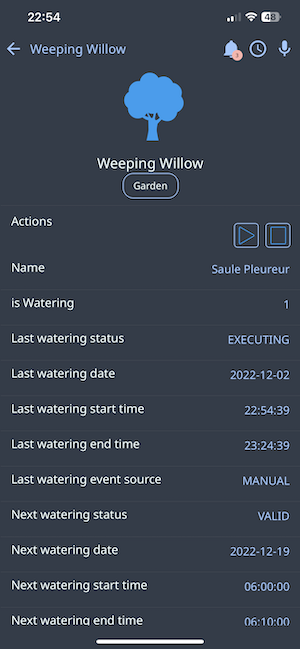 22:54
48
Weeping Willow
Weeping Willow
Garden
Actions
Name Saule Pleureur
is Watering 1
Last watering status EXECUTING
Last watering date 2022-12-02
Last watering start time 22:54:39
Last watering end time 23:24:39
Last watering event source MANUAL
Next watering status VALID
Next watering date 2022-12-19
Next watering start time 06:00:00
Next watering end time 06:10:00